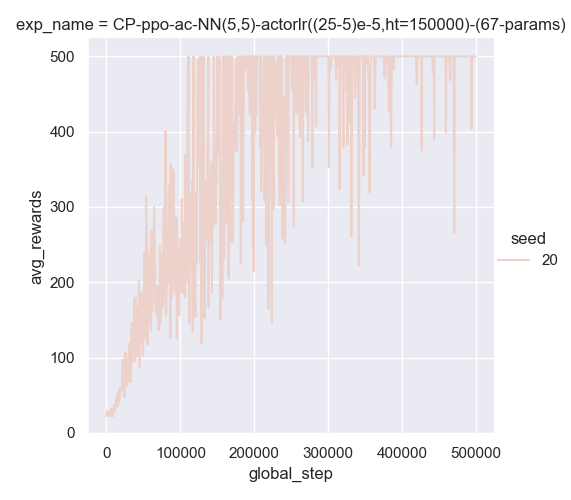 exp_name = CP-ppo-ac-NN(5,5)-actorlr((25-5)e-5,ht=150000)-(67-params)
500
400
300
200
100
0
avg_rewards
0 100000 200000 300000 400000 500000
global_step
seed
20